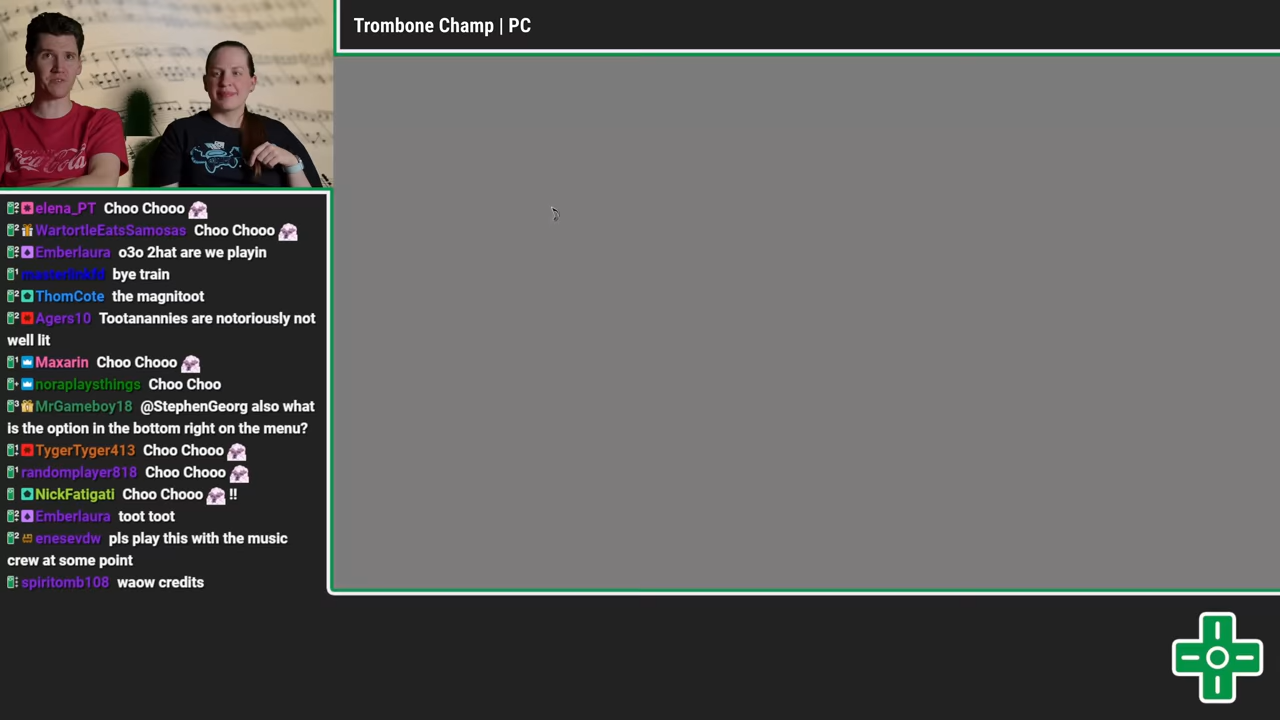 Trombone Champ | PC
Coca-Cola
elena_PT Choo Chooo
WartortleEatsSamosas Choo Chooo
Emberlaura o3o 2hat are we playin
bye train
ThomCote the magnitoot
Agers10 Tootanannies are notoriously not
well lit
Maxarin Choo Chooo
noraplaysthings Choo Choo
MrGameboy18 @StephenGeorg also what
is the option in the bottom right on the menu?
TygerTyger413 Choo Chooo
randomplayer818 Choo Chooo
NickFatigati Choo Chooo !!
Emberlaura toot toot
enesevdw pls play this with the music
crew at some point
spiritomb108 waow credits